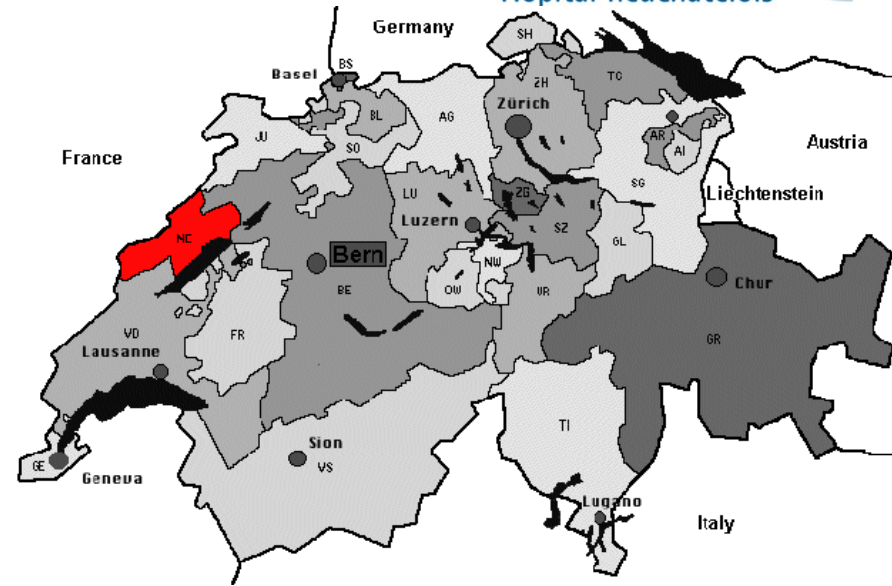 Hôpital neuchâtelois
Germany
SH
BS
Basel
TG
ZH
BL
AG
Zürich
JU
SO
AR
AI
Austria
France
LU
ZG
SG
Liechtenstein
NE
Luzern
SZ
GL
Bern
NW
BE
OW
UR
Chur
FR
VD
GR
Lausanne
TI
Sion
VS
GE
Geneva
Lugano
Italy